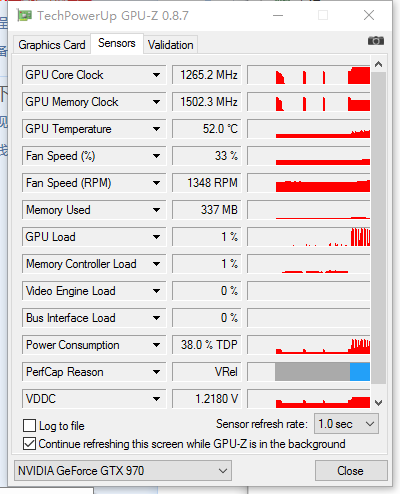 TechPowerUp GPU-Z 0.8.7
Graphics Card Sensors Validation
GPU Core Clock 1265.2 MHz
GPU Memory Clock 1502.3 MHz
GPU Temperature 52.0 °C
Fan Speed (%) 33 %
Fan Speed (RPM) 1348 RPM
Memory Used 337 MB
GPU Load 1 %
Memory Controller Load 1 %
Video Engine Load 0 %
Bus Interface Load 0 %
Power Consumption 38.0 % TDP
PerfCap Reason VRel
VDDC 1.2180 V
Log to file Sensor refresh rate: 1.0 sec
Continue refreshing this screen while GPU-Z is in the background
NVIDIA GeForce GTX 970 Close